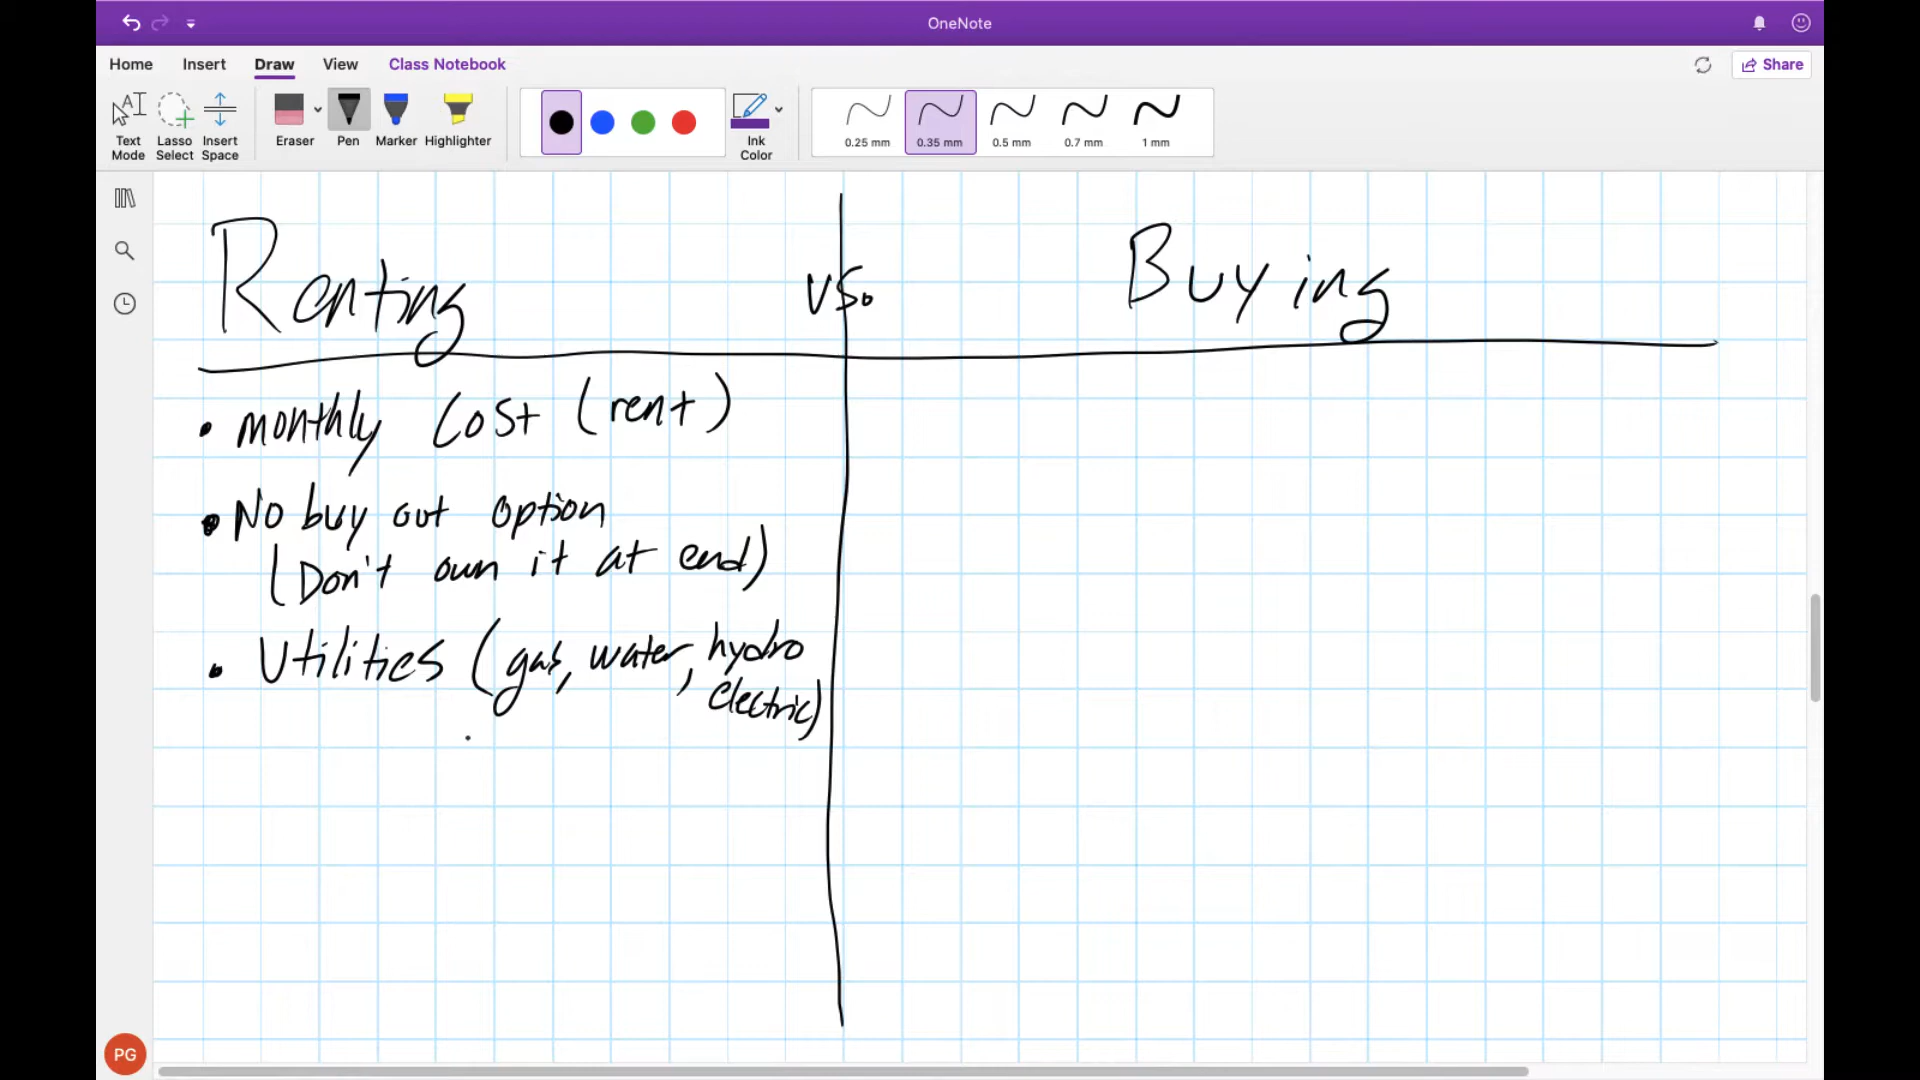 OneNote
Home Insert Draw View Class Notebook
Share
Text Mode
Lasso Select
Insert Space
Eraser
Pen
Marker
Highlighter
Ink Color
0.25 mm
0.35 mm
0.5 mm
0.7 mm
1 mm
Renting vs. Buying
• monthly cost (rent)
• No buy out option
(Don't own it at end)
• Utilities (gas, water, hydro
electric)
PG